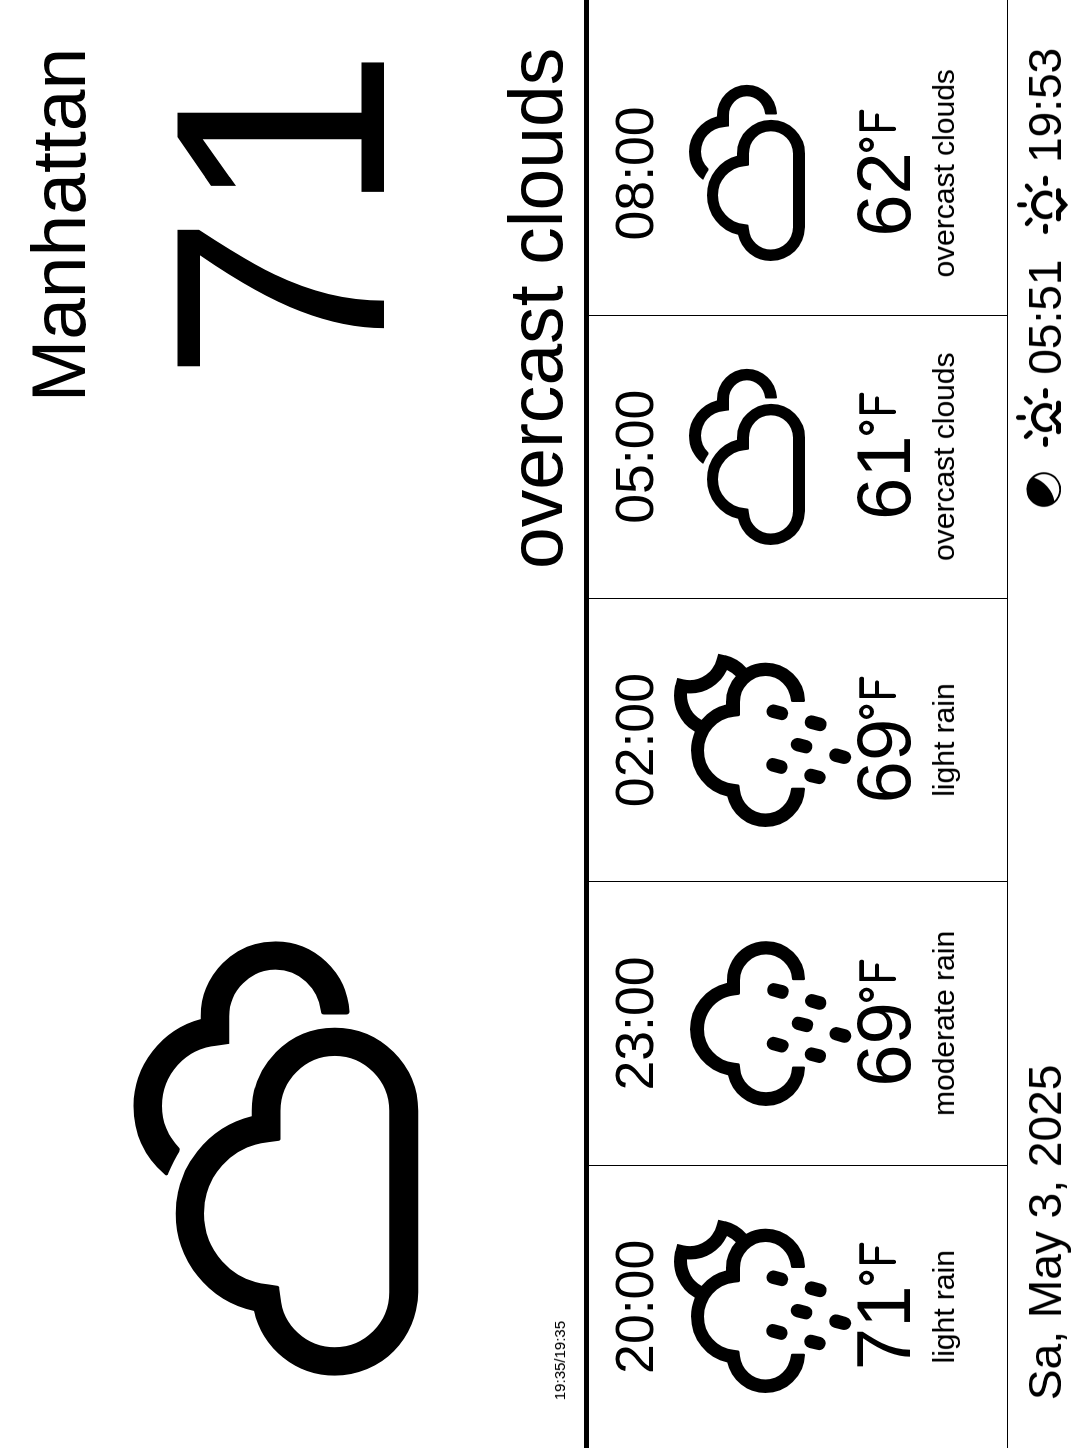 Manhattan
71
overcast clouds
19:35/19:35
20:00
71°F
light rain
23:00
69°F
moderate rain
02:00
69°F
light rain
05:00
61°F
overcast clouds
08:00
62°F
overcast clouds
Sa, May 3, 2025
05:51
19:53